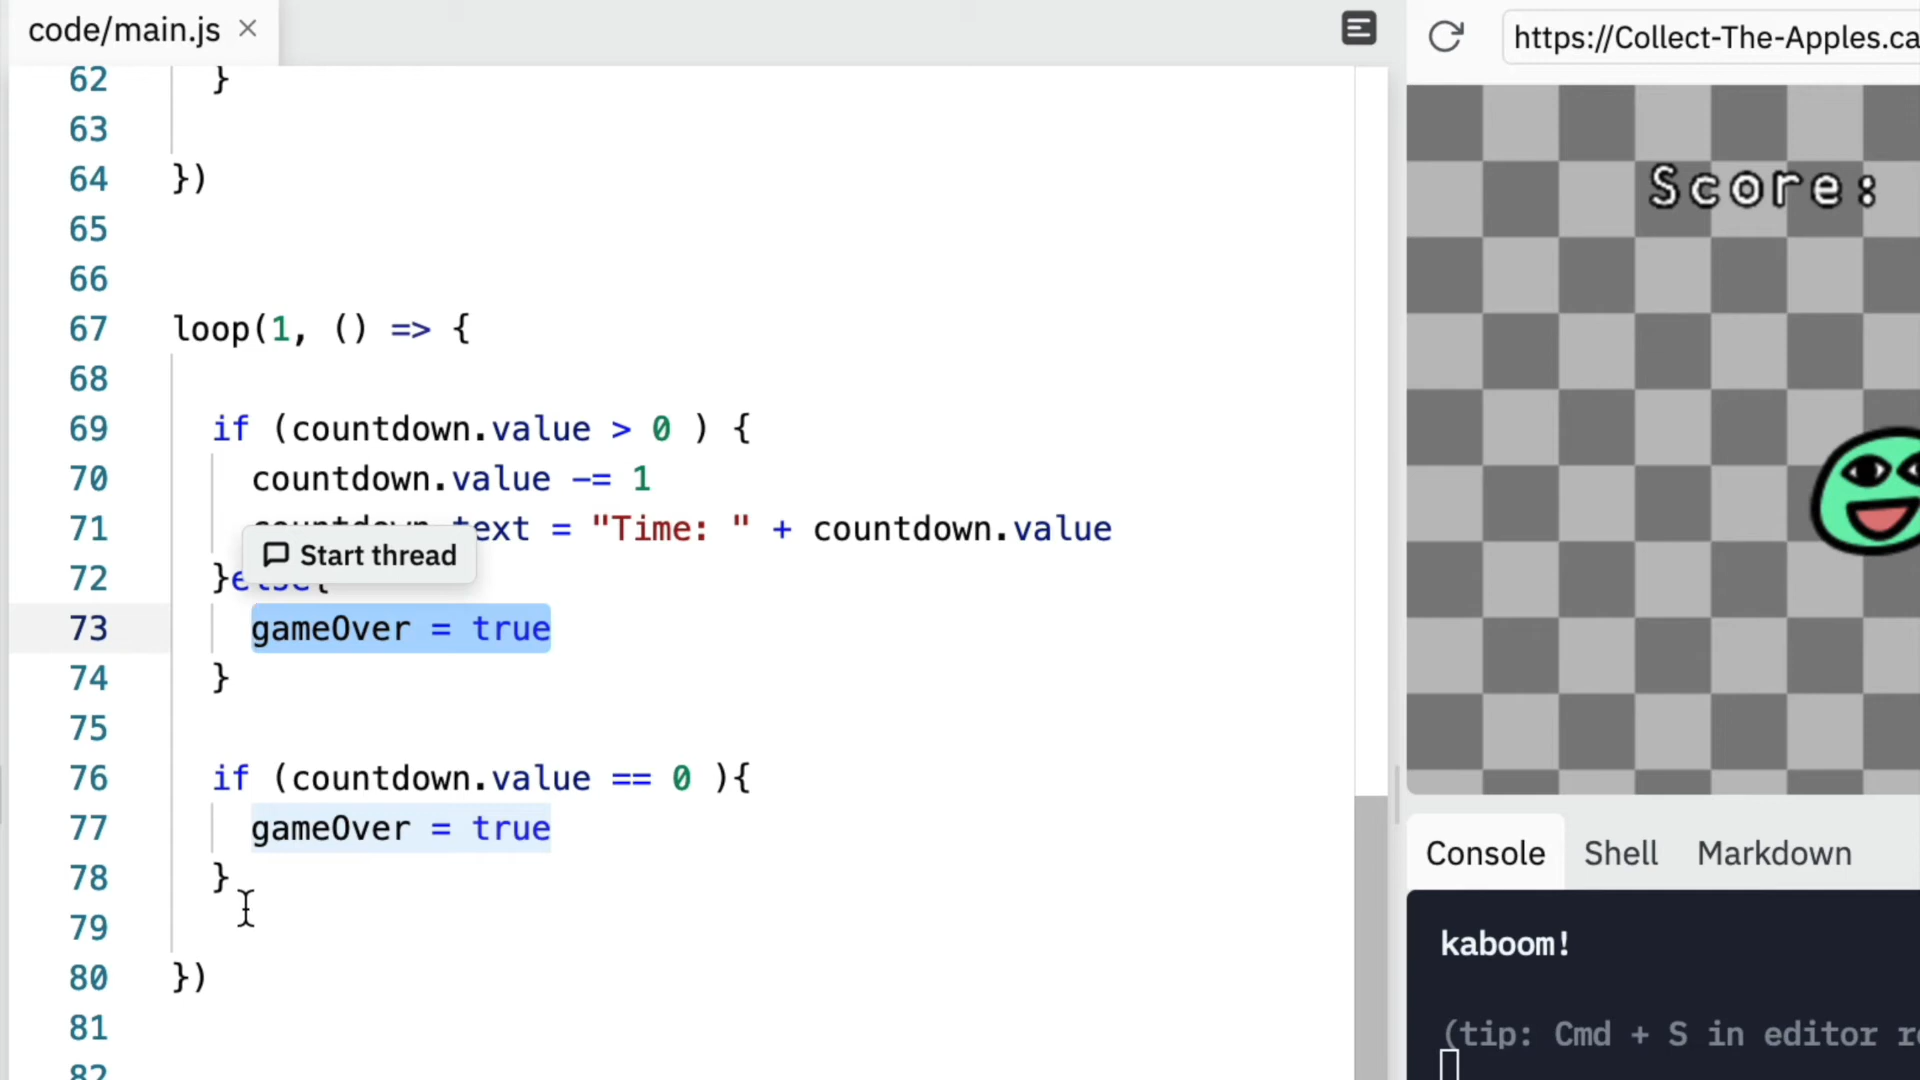 code/main.js
https://Collect-The-Apples.ca
62 }
63
64 })
65
66
67 loop(1, () => {
68
69 if (countdown.value > 0 ) {
70 countdown.value -= 1
71 countdown.text = "Time: " + countdown.value
Start thread
72 }else{
73 gameOver = true
74 }
75
76 if (countdown.value == 0 ){
77 gameOver = true
78 }
79
80 })
81
82
Score:
Console Shell Markdown
kaboom!
(tip: Cmd + S in editor